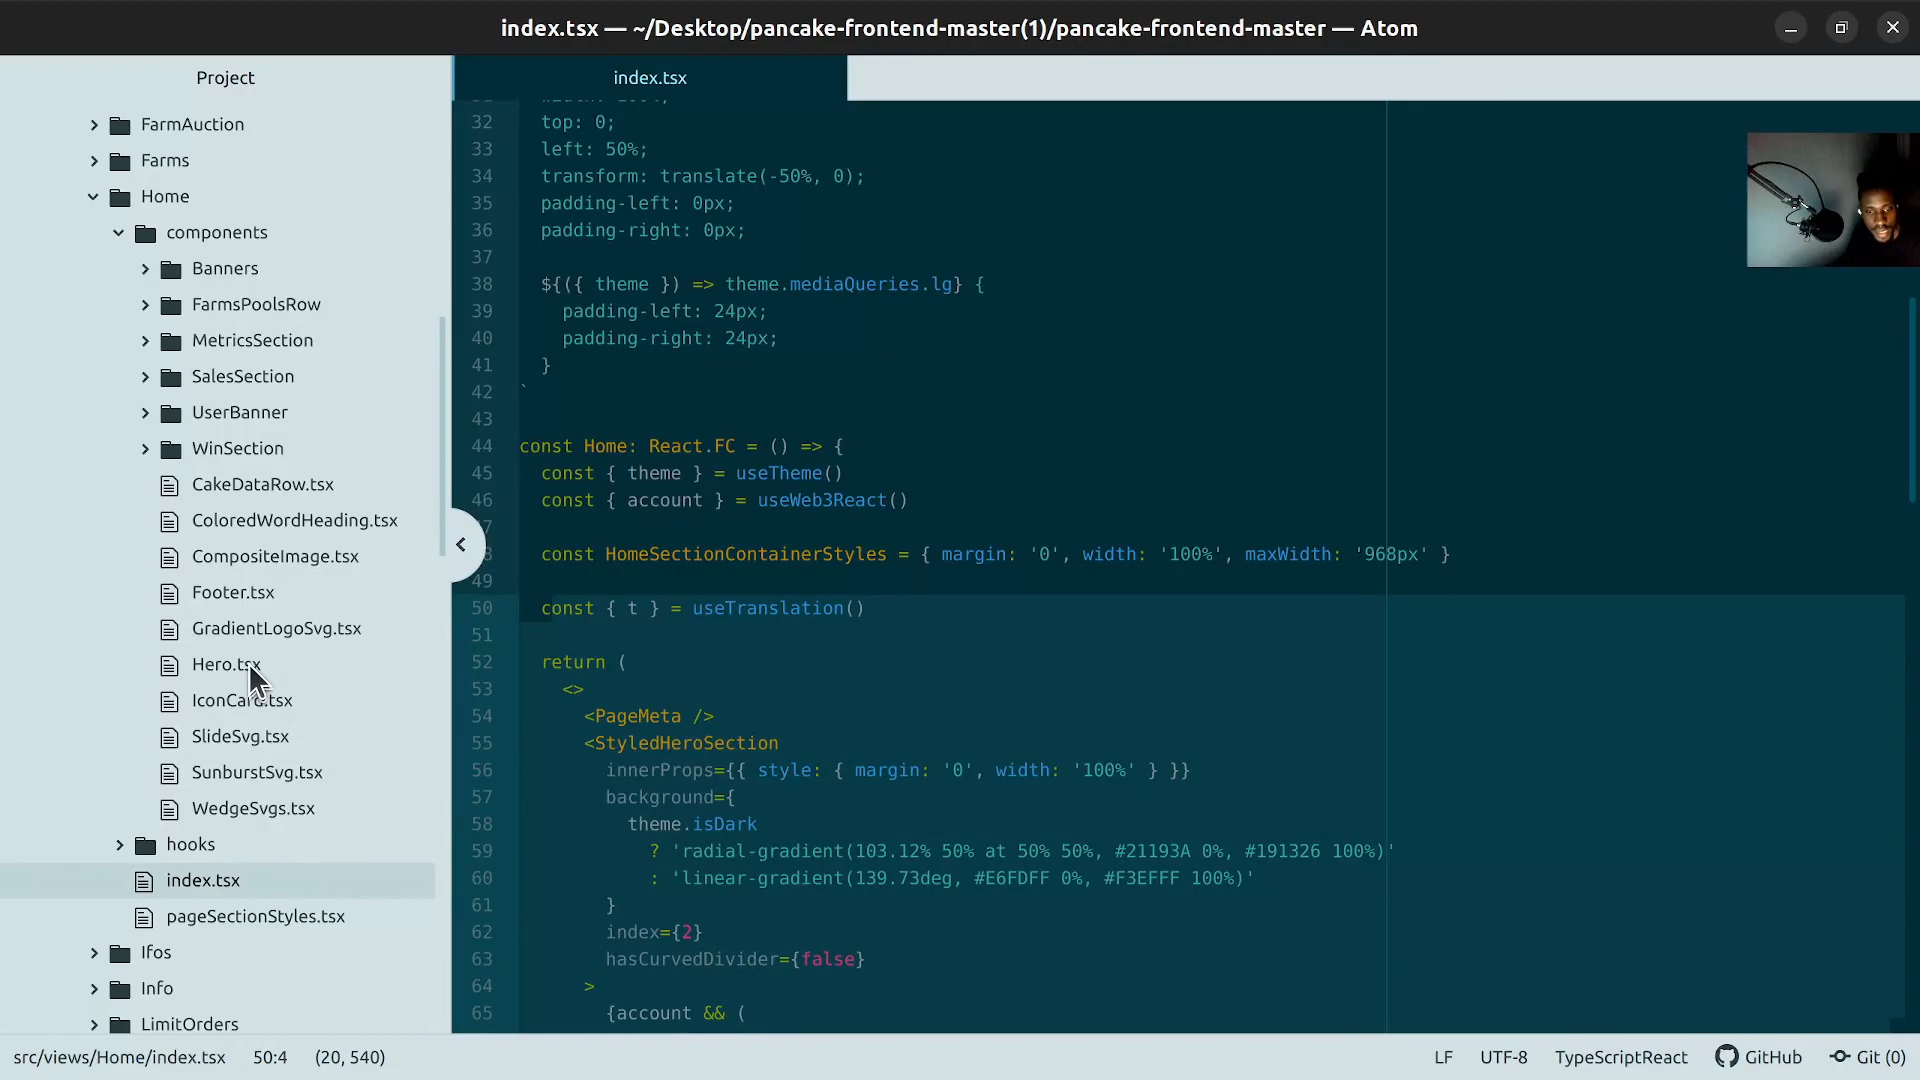 index.tsx — ~/Desktop/pancake-frontend-master(1)/pancake-frontend-master — Atom
Project
FarmAuction
Farms
Home
components
Banners
FarmsPoolsRow
MetricsSection
SalesSection
UserBanner
WinSection
CakeDataRow.tsx
ColoredWordHeading.tsx
CompositeImage.tsx
Footer.tsx
GradientLogoSvg.tsx
Hero.tsx
IconCard.tsx
SlideSvg.tsx
SunburstSvg.tsx
WedgeSvgs.tsx
hooks
index.tsx
pageSectionStyles.tsx
Ifos
Info
LimitOrders
index.tsx
32 top: 0;
33 left: 50%;
34 transform: translate(-50%, 0);
35 padding-left: 0px;
36 padding-right: 0px;
37
38 ${({ theme }) => theme.mediaQueries.lg} {
39 padding-left: 24px;
40 padding-right: 24px;
41 }
42 `
43
44 const Home: React.FC = () => {
45 const { theme } = useTheme()
46 const { account } = useWeb3React()
7
8 const HomeSectionContainerStyles = { margin: '0', width: '100%', maxWidth: '968px' }
49
50 const { t } = useTranslation()
51
52 return (
53 <>
54 <PageMeta />
55 <StyledHeroSection
56 innerProps={{ style: { margin: '0', width: '100%' } }}
57 background={
58 theme.isDark
59 ? 'radial-gradient(103.12% 50% at 50% 50%, #21193A 0%, #191326 100%)'
60 : 'linear-gradient(139.73deg, #E6FDFF 0%, #F3EFFF 100%)'
61 }
62 index={2}
63 hasCurvedDivider={false}
64 >
65 {account && (
src/views/Home/index.tsx 50:4 (20, 540)
LF UTF-8 TypeScriptReact GitHub Git (0)